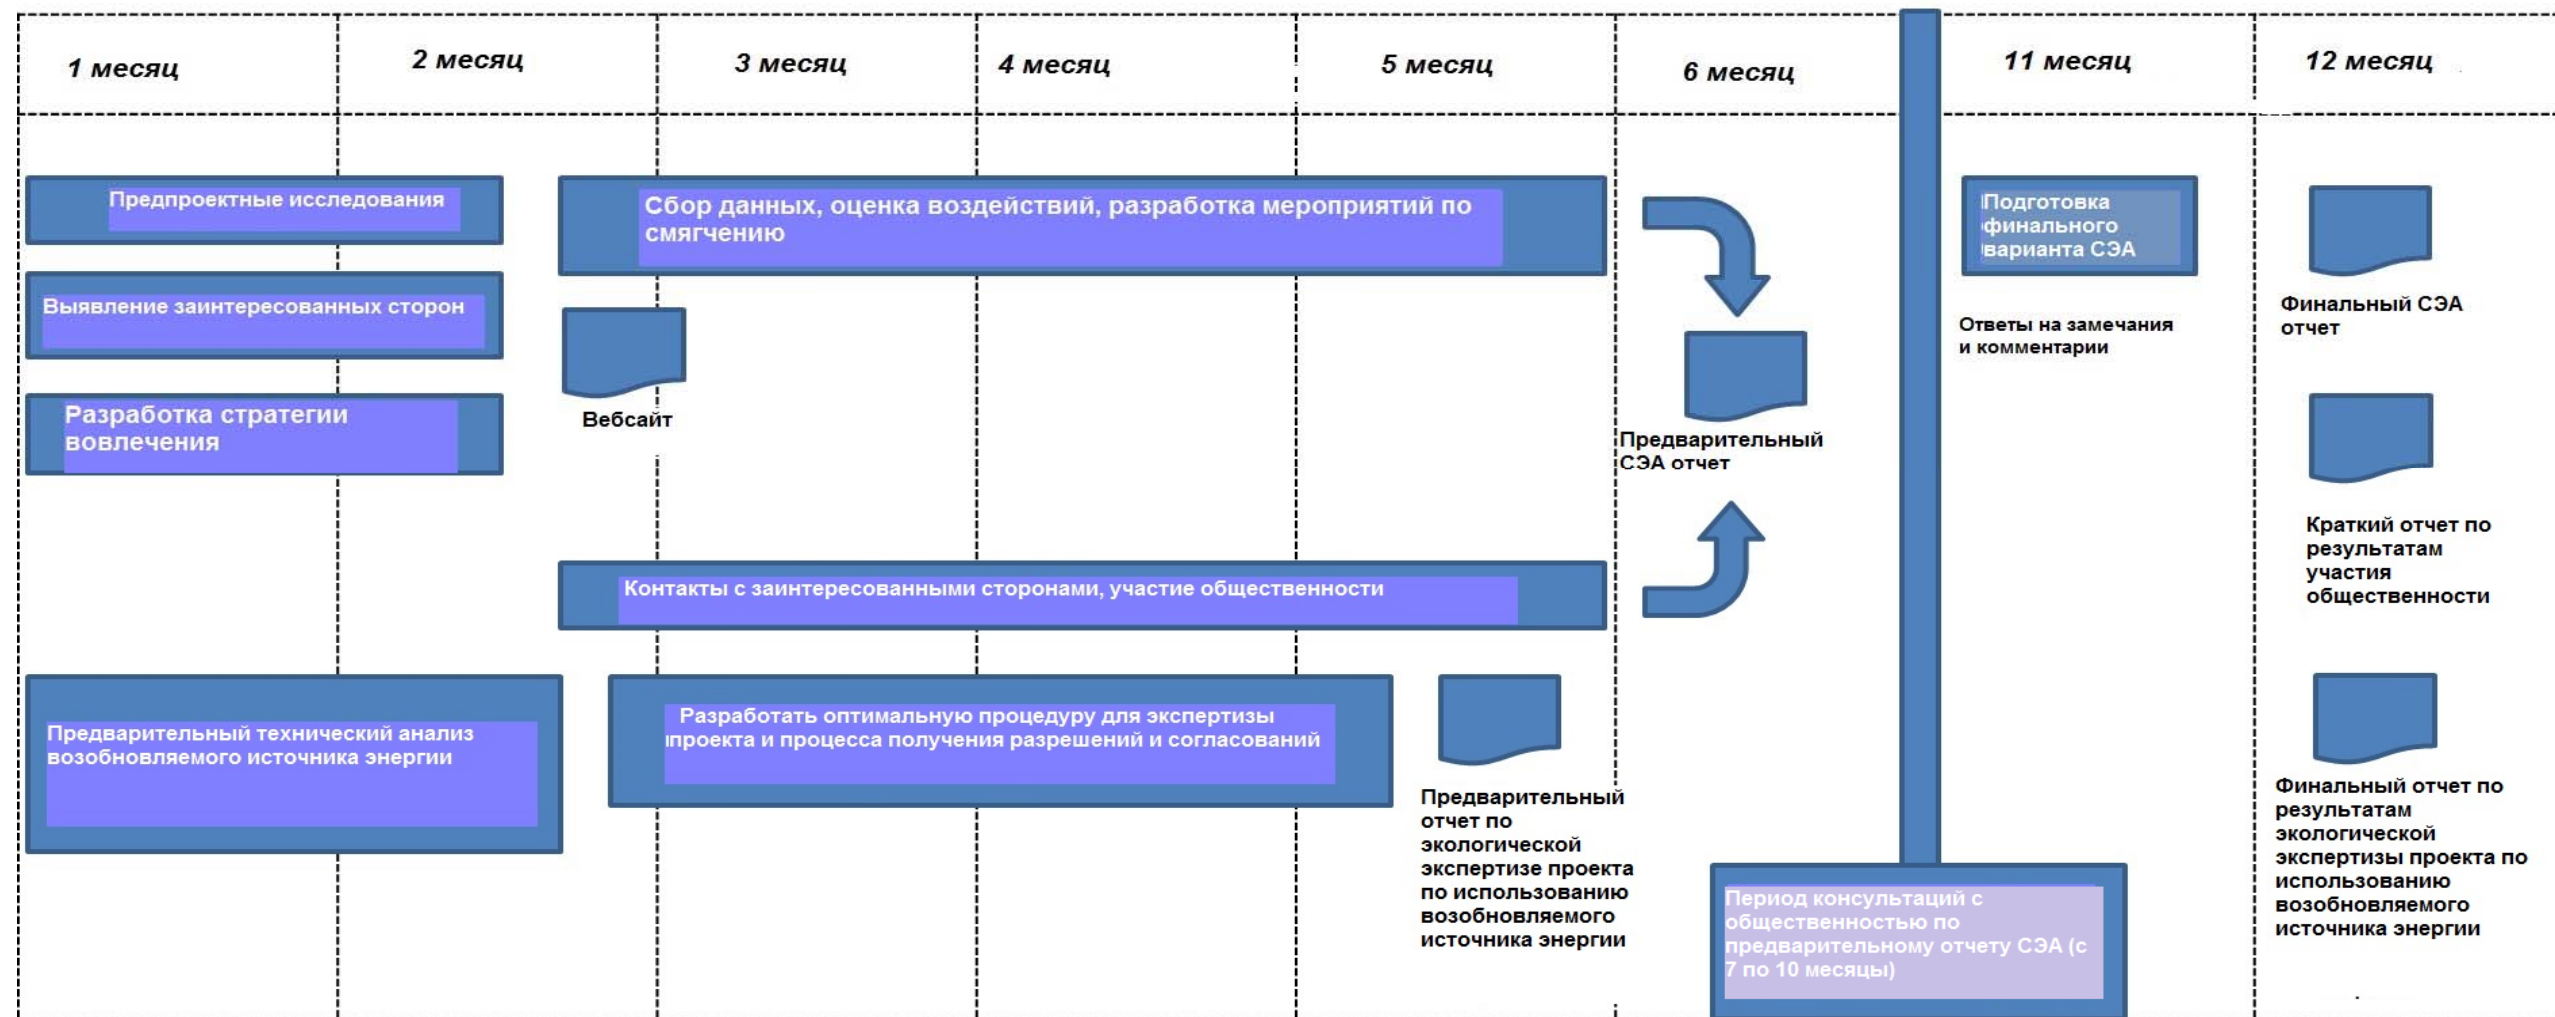 1 месяц
2 месяц
3 месяц
4 месяц
5 месяц
6 месяц
11 месяц
12 месяц
Предпроектные исследования
Сбор данных, оценка воздействий, разработка мероприятий по
смягчению
Подготовка
финального
варианта СЭА
Выявление заинтересованных сторон
Ответы на замечания
и комментарии
Финальный СЭА
отчет
Разработка стратегии
вовлечения
Вебсайт
Предварительный
СЭА отчет
Краткий отчет по
результатам
участия
общественности
Контакты с заинтересованными сторонами, участие общественности
Предварительный технический анализ
возобновляемого источника энергии
Разработать оптимальную процедуру для экспертизы
проекта и процесса получения разрешений и согласований
Предварительный
отчет по
экологической
экспертизе проекта
по использованию
возобновляемого
источника энергии
Период консультаций с
общественностью по
предварительному отчету СЭА (с
7 по 10 месяцы)
Финальный отчет по
результатам
экологической
экспертизы проекта по
использованию
возобновляемого
источника энергии